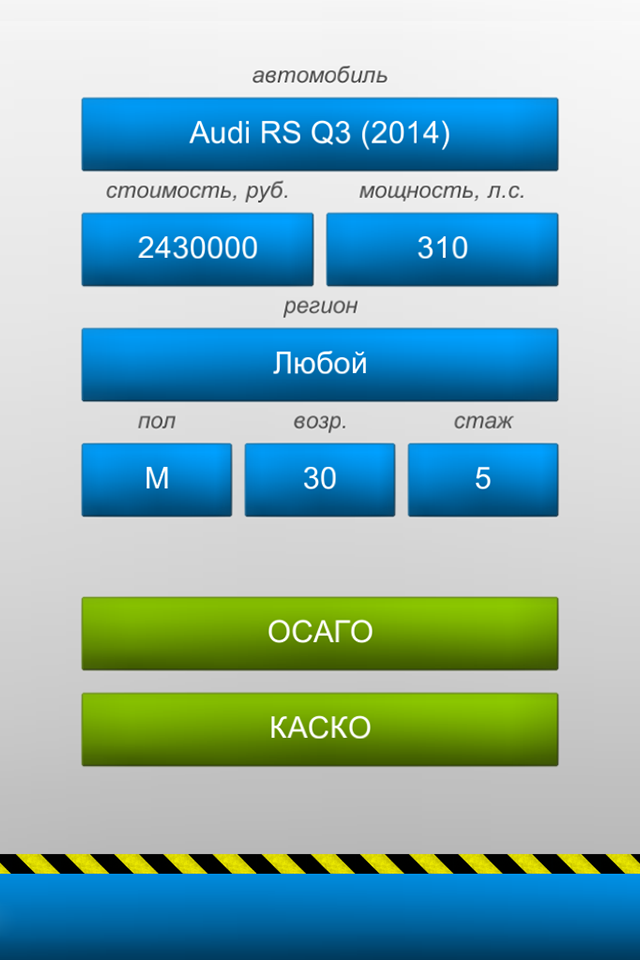 автомобиль
Audi RS Q3 (2014)
стоимость, руб. мощность, л.с.
2430000 310
регион
Любой
пол возр. стаж
М 30 5
ОСАГО
КАСКО